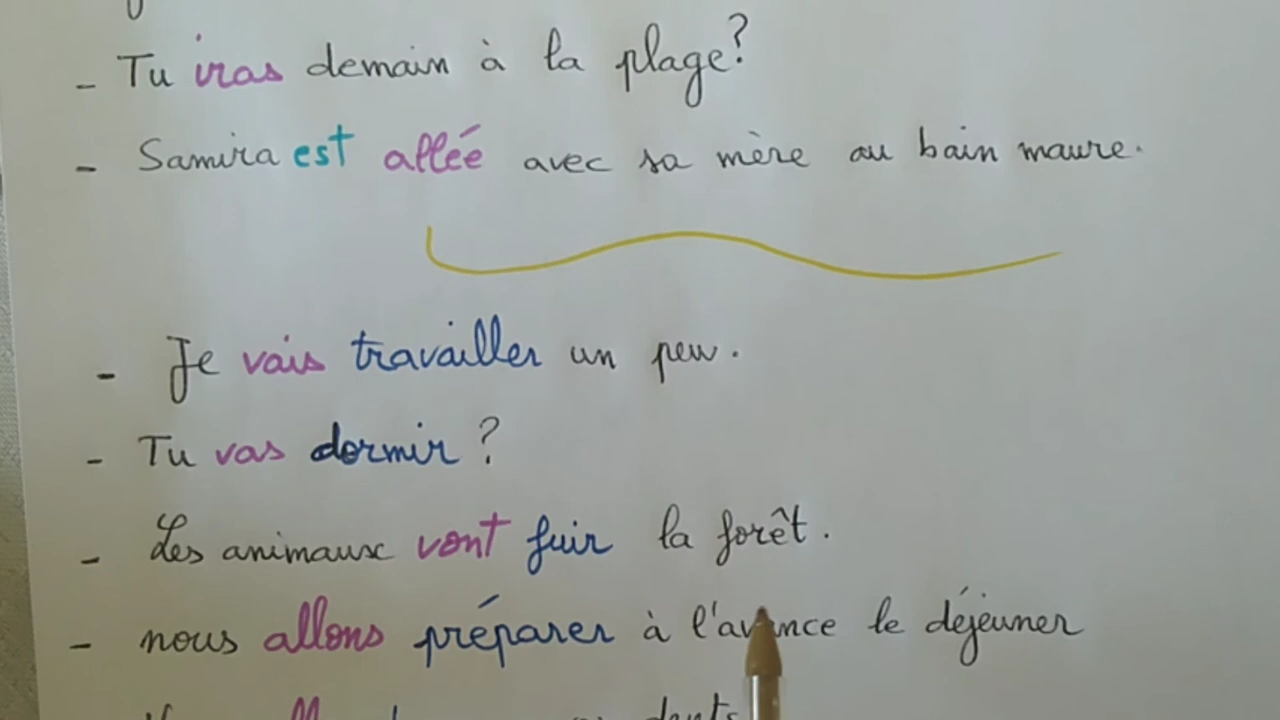 - Tu iras demain à la plage?
- Samira est allée avec sa mère au bain maure.
- Je vais travailler un peu.
- Tu vas dormir ?
- Les animaux vont fuir la forêt.
- nous allons préparer à l'avance le déjeuner